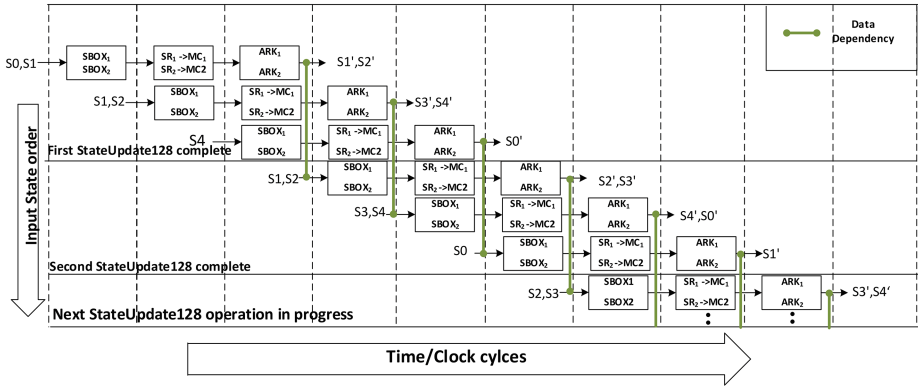 Data
Dependency
S0,S1
SBOX₁
SBOX₂
SR₁ ->MC₁
SR₂ ->MC2
ARK₁
ARK₂
S1',S2'
S1,S2
SBOX₁
SBOX₂
SR₁ ->MC₁
SR₂ ->MC2
ARK₁
ARK₂
S3',S4'
S4
SBOX₁
SBOX₂
SR₁ ->MC₁
SR₂ ->MC2
ARK₁
ARK₂
S0'
First StateUpdate128 complete
S1,S2
SBOX₁
SBOX₂
SR₁ ->MC₁
SR₂ ->MC2
ARK₁
ARK₂
S2',S3'
S3,S4
SBOX₁
SBOX₂
SR₁ ->MC₁
SR₂ ->MC2
ARK₁
ARK₂
S4',S0'
S0
SBOX₁
SBOX₂
SR₁ ->MC₁
SR₂ ->MC2
ARK₁
ARK₂
S1'
Second StateUpdate128 complete
S2,S3
SBOX1
SBOX2
SR₁ ->MC₁
SR₂ ->MC2
ARK₁
ARK₂
S3',S4‘
Next StateUpdate128 operation in progress
Input State order
Time/Clock cylces